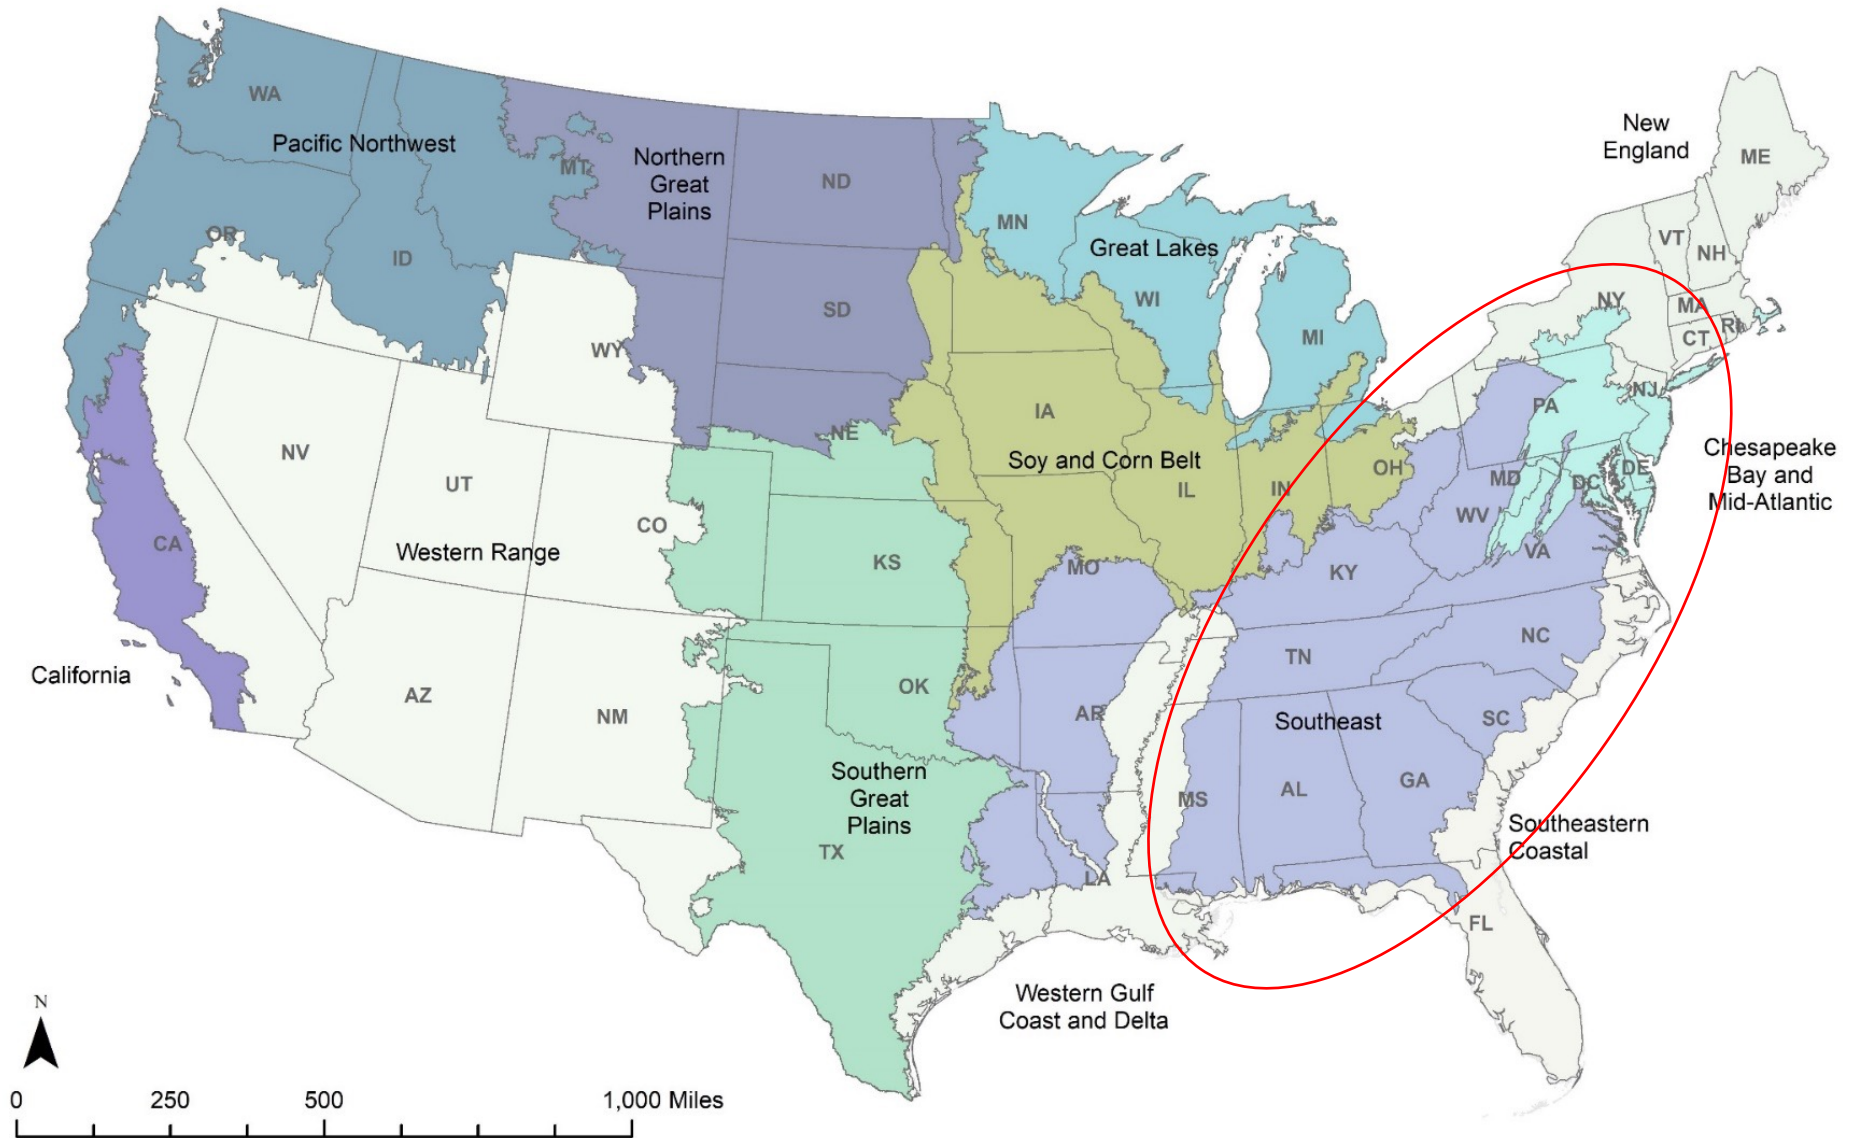 WA
Pacific Northwest
MT
Northern
Great
Plains
ND
MN
Great Lakes
New
England
ME
VT
NH
OR
ID
SD
WI
MI
NY
MA
RI
CT
WY
NE
IA
Soy and Corn Belt
IL
IN
OH
PA
NJ
Chesapeake
Bay and
Mid-Atlantic
MD
DC
DE
WV
VA
NV
UT
CO
Western Range
CA
KS
MO
KY
California
AZ
NM
OK
AR
TN
NC
Southeast
SC
Southern
Great
Plains
TX
LA
MS
AL
GA
Southeastern
Coastal
FL
Western Gulf
Coast and Delta
N
0 250 500 1,000 Miles